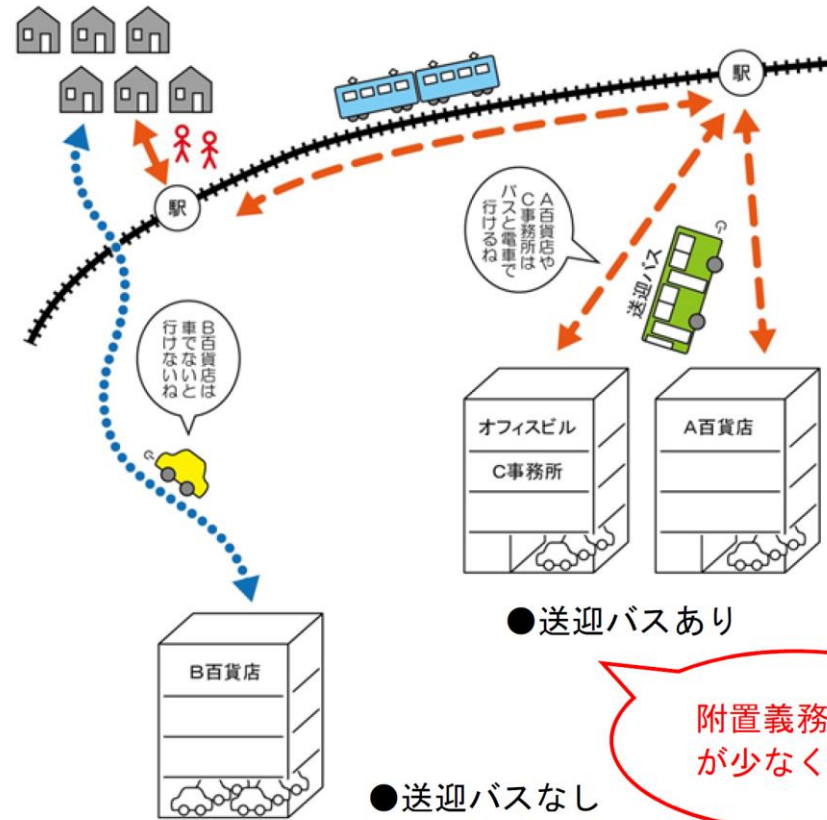 駅
駅
A百貨店や
C事務所は
バスと電車で
行けるね
送迎バス
B百貨店は
車でないと
行けないね
オフィスビル
C事務所
A百貨店
●送迎バスあり
B百貨店
附置義務
が少なく
●送迎バスなし